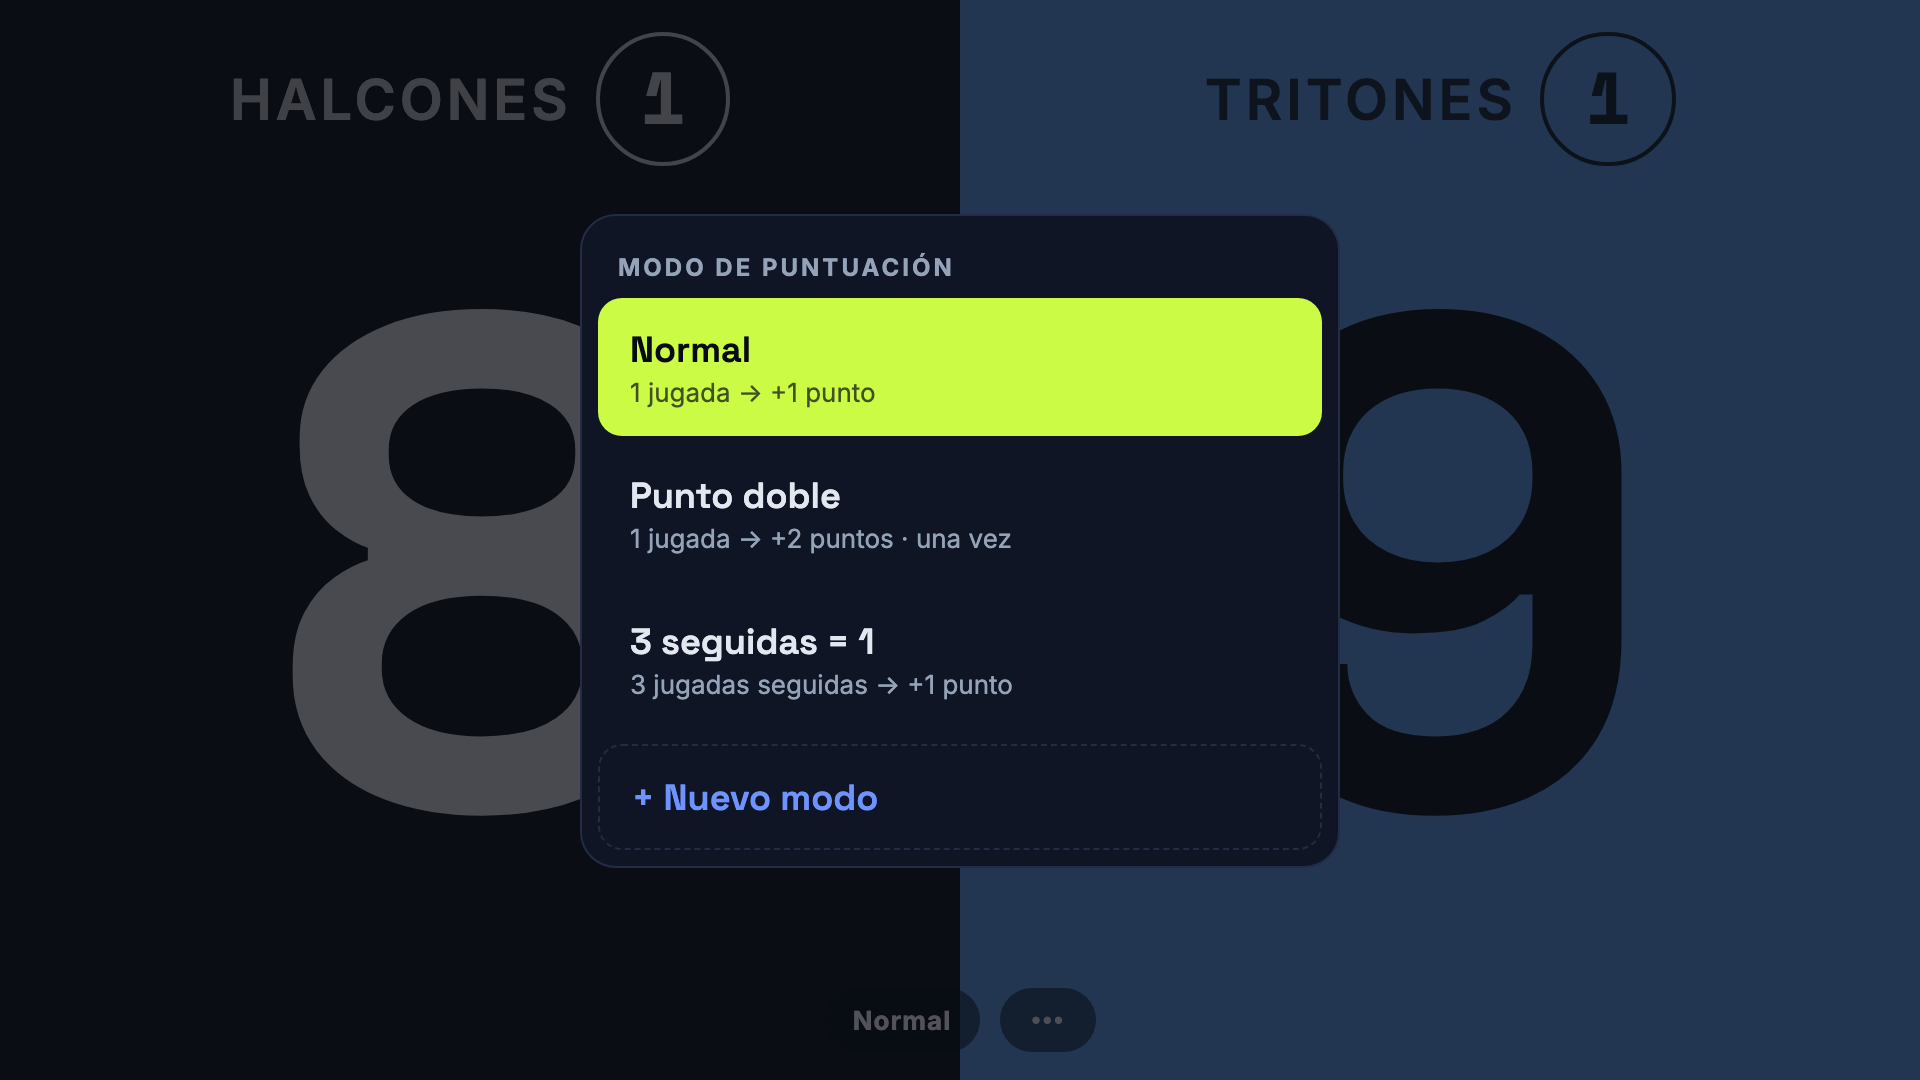 HALCONES 1
TRITONES 1
8
9
MODO DE PUNTUACIÓN
Normal
1 jugada → +1 punto
Punto doble
1 jugada → +2 puntos · una vez
3 seguidas = 1
3 jugadas seguidas → +1 punto
+ Nuevo modo
Normal
•••